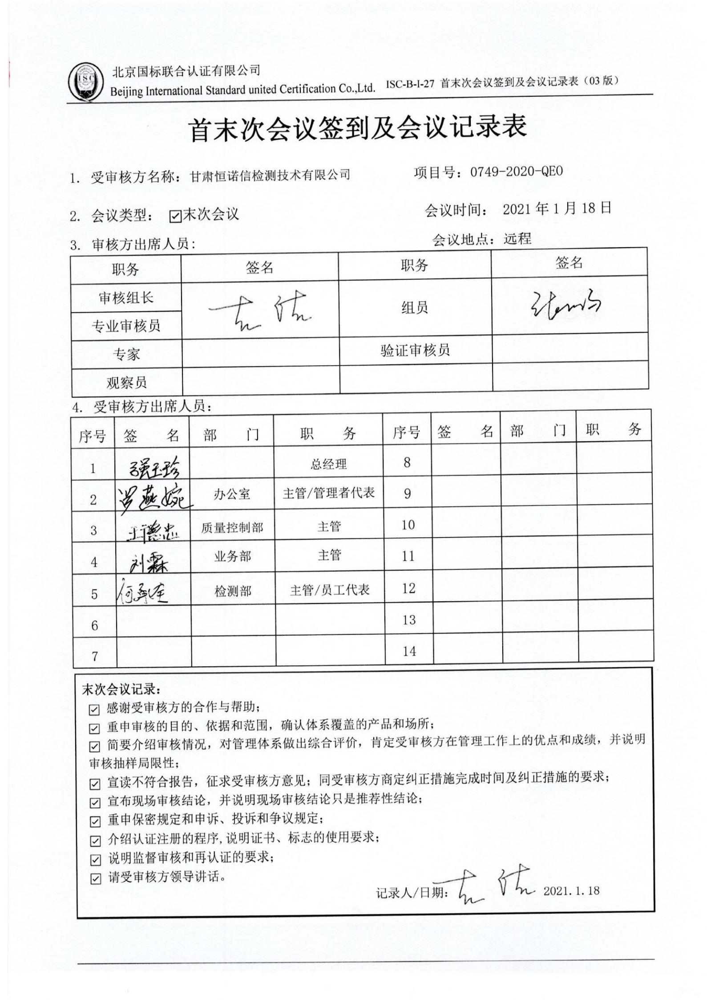 ISC
北京国标联合认证有限公司
Beijing International Standard united Certification Co.,Ltd. ISC-B-I-27 首末次会议签到及会议记录表（03 版）
首末次会议签到及会议记录表
1. 受审核方名称：甘肃恒诺信检测技术有限公司 项目号：0749-2020-QEO
2. 会议类型： ☑末次会议 会议时间： 2021 年 1 月 18 日
3. 审核方出席人员： 会议地点：远程
职务 签名 职务 签名
审核组长 组员
专业审核员
专家 验证审核员
观察员
4. 受审核方出席人员：
序号 签 名 部 门 职 务 序号 签 名 部 门 职 务
1 强玉珍 总经理 8
2 罗燕婉 办公室 主管/管理者代表 9
3 质量控制部 主管 10
4 刘霖 业务部 主管 11
5 检测部 主管/员工代表 12
6 13
7 14
末次会议记录：
☑ 感谢受审核方的合作与帮助；
☑ 重申审核的目的、依据和范围，确认体系覆盖的产品和场所；
☑ 简要介绍审核情况，对管理体系做出综合评价，肯定受审核方在管理工作上的优点和成绩，并说明
审核抽样局限性；
☑ 宣读不符合报告，征求受审核方意见；同受审核方商定纠正措施完成时间及纠正措施的要求；
☑ 宣布现场审核结论，并说明现场审核结论只是推荐性结论；
☑ 重申保密规定和申诉、投诉和争议规定；
☑ 介绍认证注册的程序,说明证书、标志的使用要求；
☑ 说明监督审核和再认证的要求；
☑ 请受审核方领导讲话。
记录人/日期： 2021.1.18